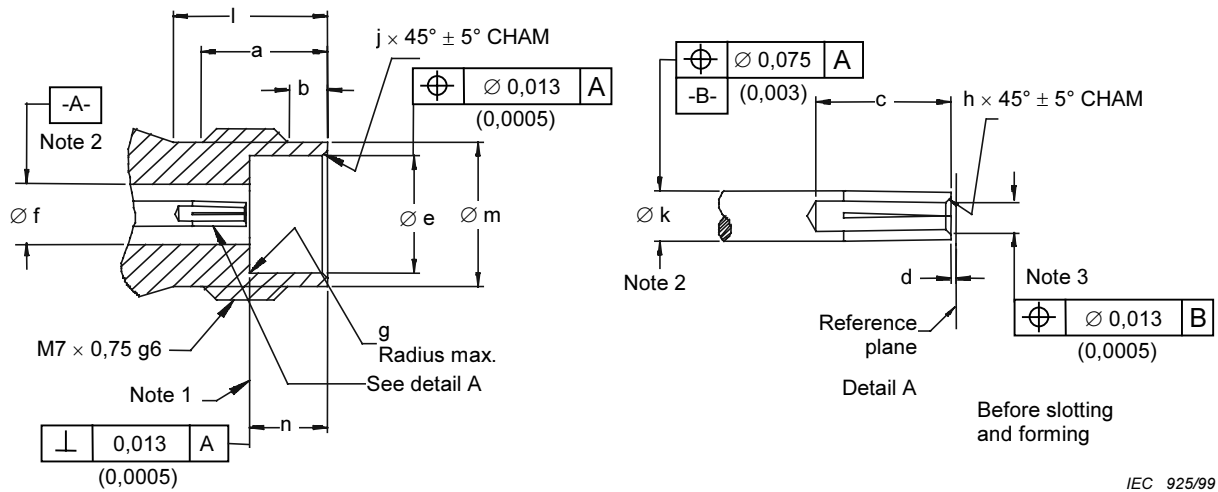 l
a
b
j × 45° ± 5° CHAM
⌖ ∅ 0,013 A
(0,0005)
-A-
Note 2
∅ f
∅ e
∅ m
M7 × 0,75 g6
g
Radius max.
See detail A
Note 1
n
⊥ 0,013 A
(0,0005)
⌖ ∅ 0,075 A
-B-
(0,003)
c
h × 45° ± 5° CHAM
∅ k
Note 2
d
Note 3
Reference
plane
⌖ ∅ 0,013 B
(0,0005)
Detail A
Before slotting
and forming
IEC 925/99